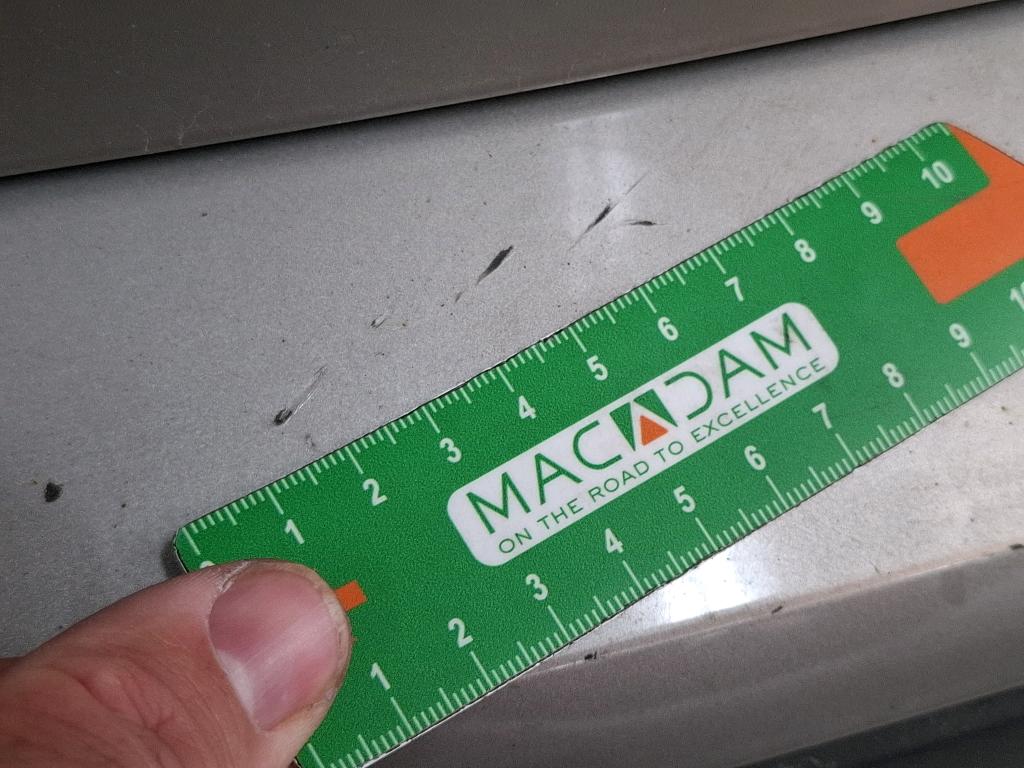 1 2 3 4 5 6 7 8 9 10
MACADAM
ON THE ROAD TO EXCELLENCE
1 2 3 4 5 6 7 8 9 10